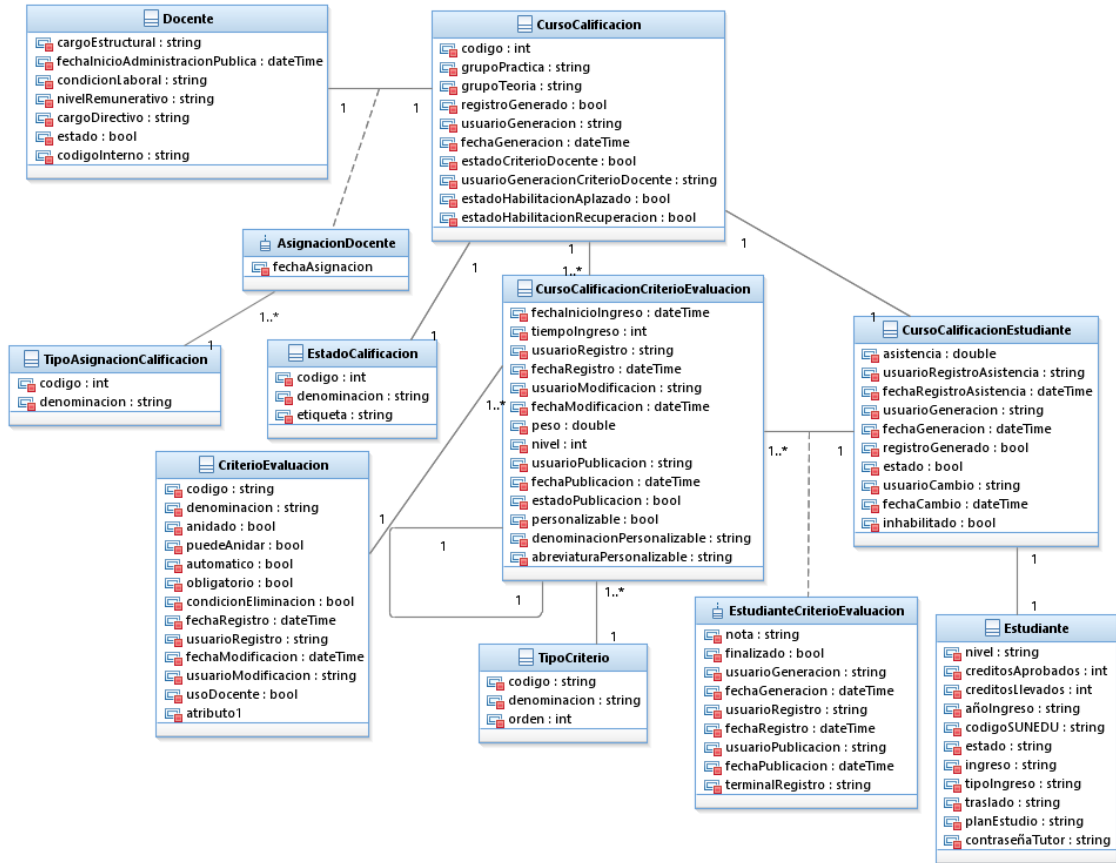 Docente
cargoEstructural : string
fechaInicioAdministracionPublica : dateTime
condicionLaboral : string
nivelRemunerativo : string
cargoDirectivo : string
estado : bool
codigoInterno : string
1
1
CursoCalificacion
codigo : int
grupoPractica : string
grupoTeoria : string
registroGenerado : bool
usuarioGeneracion : string
fechaGeneracion : dateTime
estadoCriterioDocente : bool
usuarioGeneracionCriterioDocente : string
estadoHabilitacionAplazado : bool
estadoHabilitacionRecuperacion : bool
AsignacionDocente
fechaAsignacion
1..*
1
TipoAsignacionCalificacion
codigo : int
denominacion : string
1
1
EstadoCalificacion
codigo : int
denominacion : string
etiqueta : string
1
1..*
CursoCalificacionCriterioEvaluacion
fechaInicioIngreso : dateTime
tiempoIngreso : int
usuarioRegistro : string
fechaRegistro : dateTime
usuarioModificacion : string
fechaModificacion : dateTime
peso : double
nivel : int
usuarioPublicacion : string
fechaPublicacion : dateTime
estadoPublicacion : bool
personalizable : bool
denominacionPersonalizable : string
abreviaturaPersonalizable : string
1
1
CursoCalificacionEstudiante
asistencia : double
usuarioRegistroAsistencia : string
fechaRegistroAsistencia : dateTime
usuarioGeneracion : string
fechaGeneracion : dateTime
registroGenerado : bool
estado : bool
usuarioCambio : string
fechaCambio : dateTime
inhabilitado : bool
1..*
1
1..*
1
CriterioEvaluacion
codigo : string
denominacion : string
anidado : bool
puedeAnidar : bool
automatico : bool
obligatorio : bool
condicionEliminacion : bool
fechaRegistro : dateTime
usuarioRegistro : string
fechaModificacion : dateTime
usuarioModificacion : string
usoDocente : bool
atributo1
1
1
1..*
1
TipoCriterio
codigo : string
denominacion : string
orden : int
EstudianteCriterioEvaluacion
nota : string
finalizado : bool
usuarioGeneracion : string
fechaGeneracion : dateTime
usuarioRegistro : string
fechaRegistro : dateTime
usuarioPublicacion : string
fechaPublicacion : dateTime
terminalRegistro : string
1
1
Estudiante
nivel : string
creditosAprobados : int
creditosLlevados : int
añoIngreso : string
codigoSUNEDU : string
estado : string
ingreso : string
tipoIngreso : string
traslado : string
planEstudio : string
contraseñaTutor : string